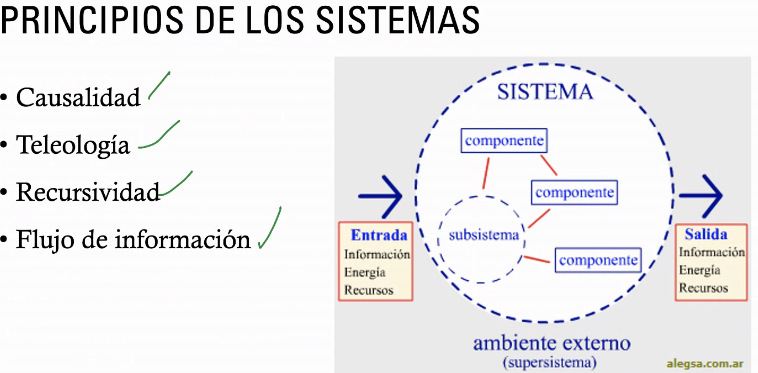 PRINCIPIOS DE LOS SISTEMAS
• Causalidad
• Teleología
• Recursividad
• Flujo de información
SISTEMA
componente
componente
subsistema
componente
Entrada
Información
Energía
Recursos
Salida
Información
Energía
Recursos
ambiente externo
(supersistema)
alegsa.com.ar